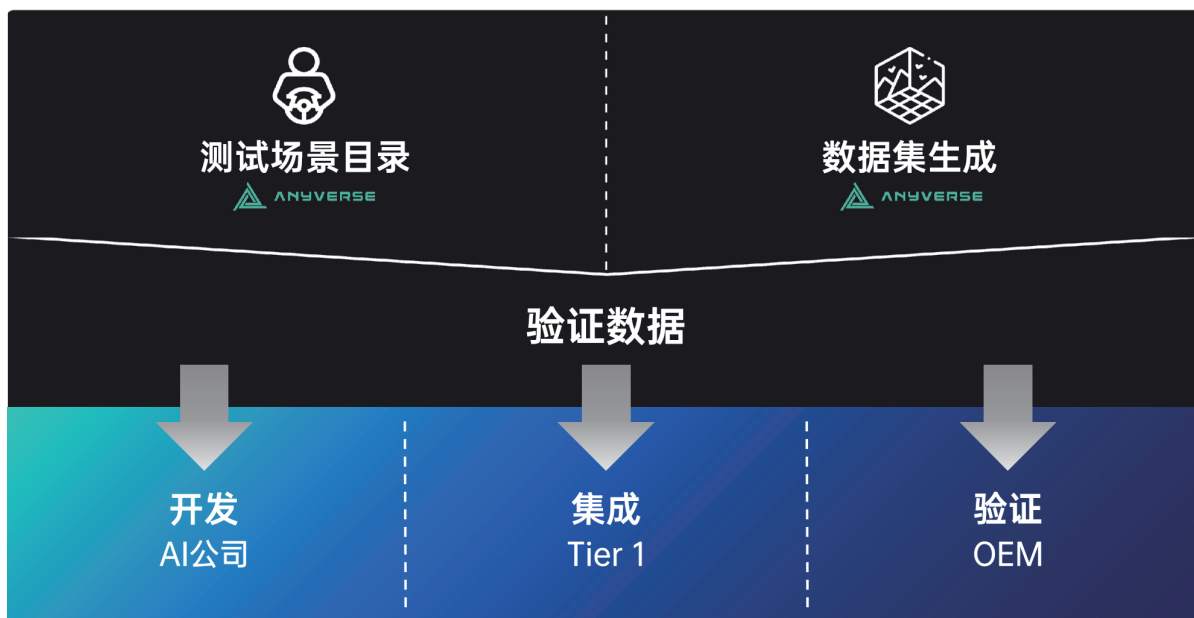 测试场景目录
ANYVERSE
数据集生成
ANYVERSE
验证数据
开发
AI公司
集成
Tier 1
验证
OEM